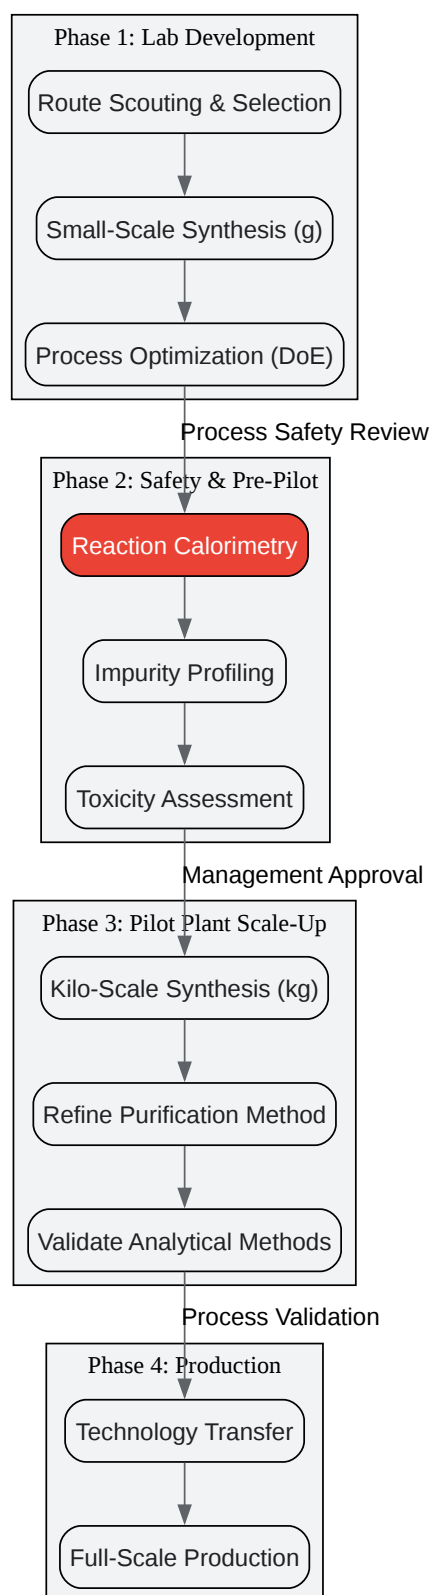 Phase 1: Lab Development
Route Scouting & Selection
Small-Scale Synthesis (g)
Process Optimization (DoE)
Process Safety Review
Phase 2: Safety & Pre-Pilot
Reaction Calorimetry
Impurity Profiling
Toxicity Assessment
Management Approval
Phase 3: Pilot Plant Scale-Up
Kilo-Scale Synthesis (kg)
Refine Purification Method
Validate Analytical Methods
Process Validation
Phase 4: Production
Technology Transfer
Full-Scale Production